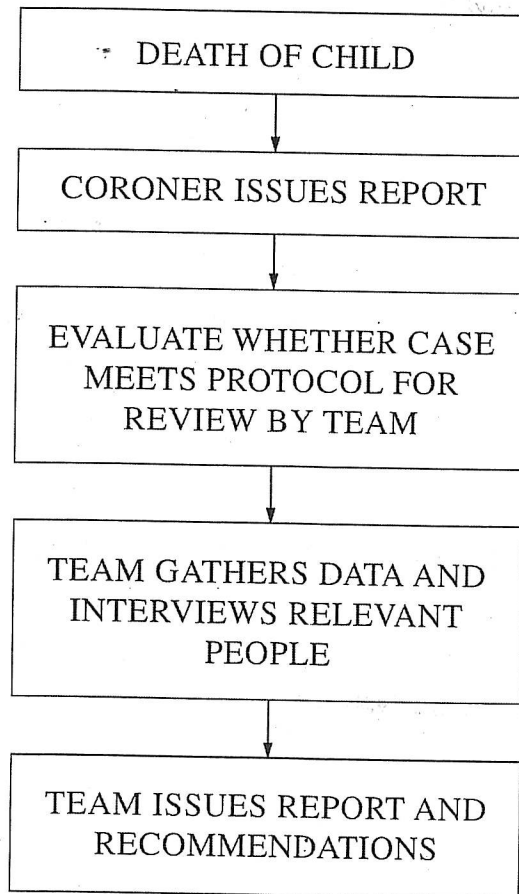 DEATH OF CHILD
CORONER ISSUES REPORT
EVALUATE WHETHER CASE
MEETS PROTOCOL FOR
REVIEW BY TEAM
TEAM GATHERS DATA AND
INTERVIEWS RELEVANT
PEOPLE
TEAM ISSUES REPORT AND
RECOMMENDATIONS